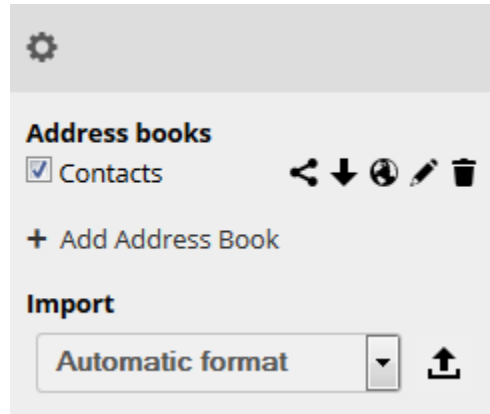 Address books
Contacts
+ Add Address Book
Import
Automatic format